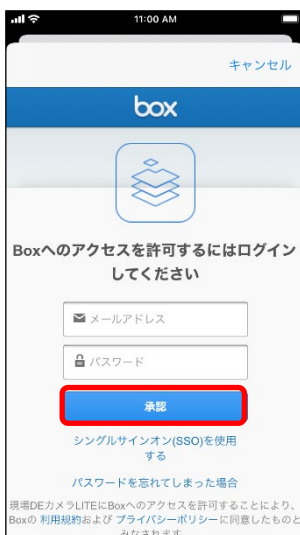 11:00 AM
キャンセル
box
Boxへのアクセスを許可するにはログイン
してください
メールアドレス
パスワード
承認
シングルサインオン(SSO)を使用
する
パスワードを忘れてしまった場合
現場DEカメラLITEにBoxへのアクセスを許可することにより、
Boxの 利用規約および プライバシーポリシーに同意したものと
みなされます。